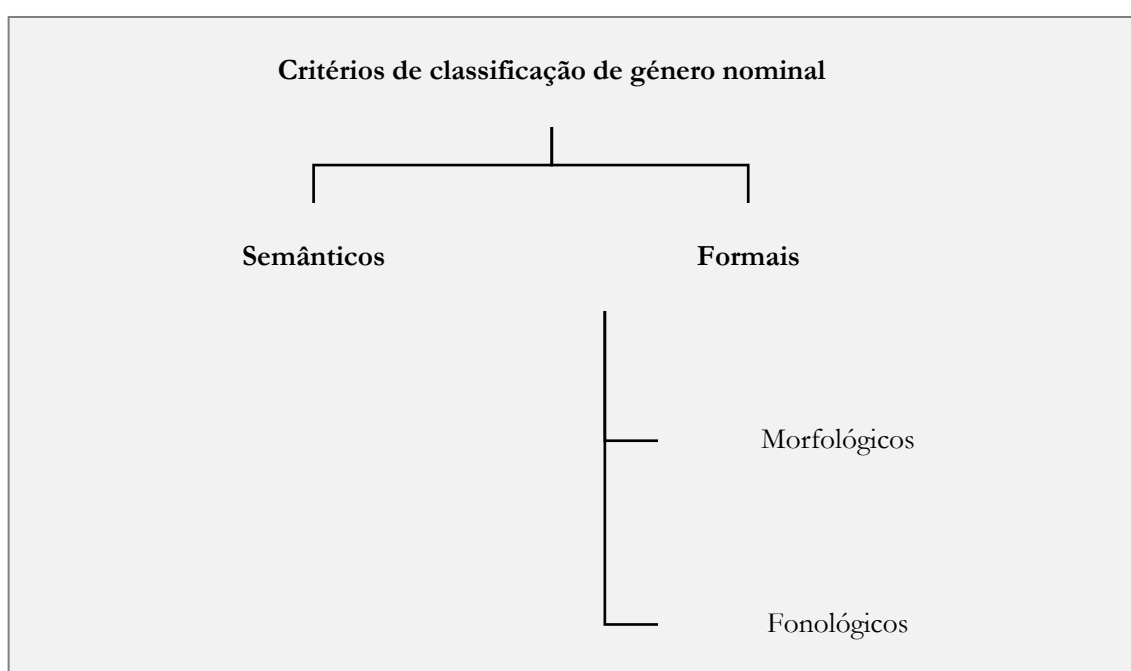 Critérios de classificação de género nominal
Semânticos
Formais
Morfológicos
Fonológicos